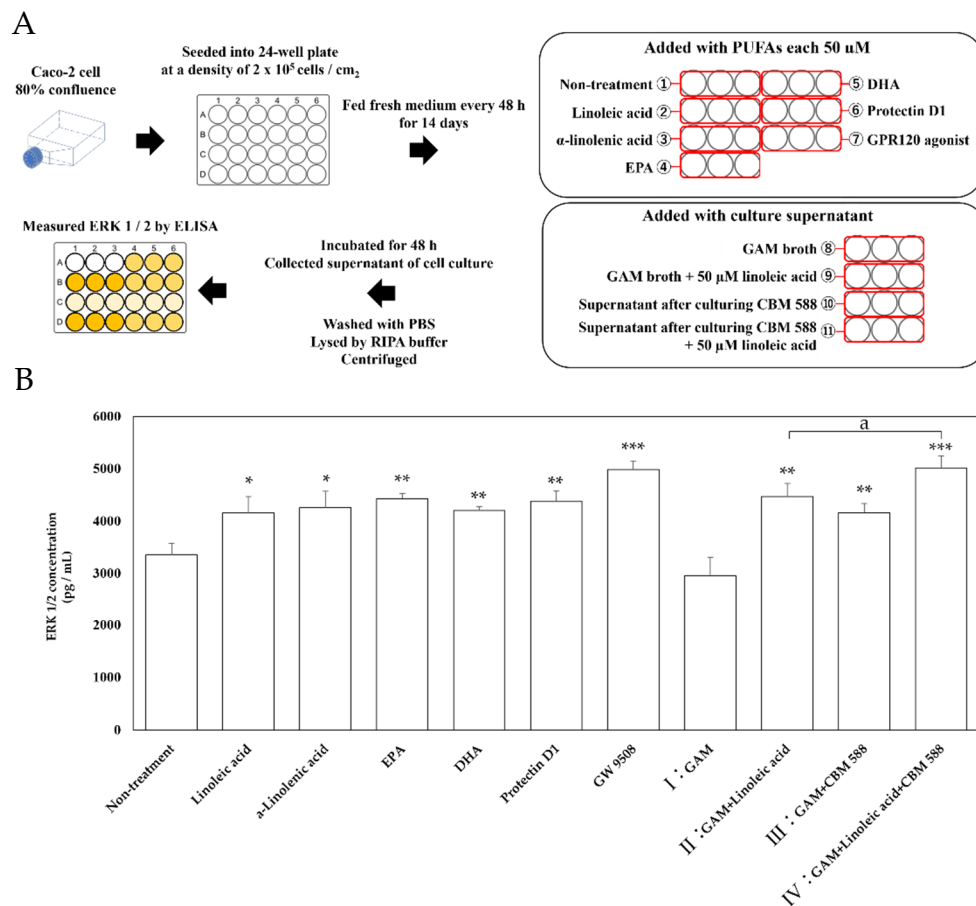 A
Caco-2 cell
80% confluence
Seeded into 24-well plate
at a density of 2 x 10⁵ cells / cm₂
1 2 3 4 5 6
A
B
C
D
Fed fresh medium every 48 h
for 14 days
Added with PUFAs each 50 uM
Non-treatment ①
⑤ DHA
Linoleic acid ②
⑥ Protectin D1
α-linolenic acid ③
⑦ GPR120 agonist
EPA ④
Measured ERK 1 / 2 by ELISA
1 2 3 4 5 6
A
B
C
D
Incubated for 48 h
Collected supernatant of cell culture
Washed with PBS
Lysed by RIPA buffer
Centrifuged
Added with culture supernatant
GAM broth ⑧
GAM broth + 50 µM linoleic acid ⑨
Supernatant after culturing CBM 588 ⑩
Supernatant after culturing CBM 588 ⑪
+ 50 µM linoleic acid
B
ERK 1/2 concentration
(pg / mL)
6000
5000
4000
3000
2000
1000
0
*
*
**
**
**
***
**
**
***
a
Non-treatment
Linoleic acid
a-Linolenic acid
EPA
DHA
Protectin D1
GW 9508
Ⅰ：GAM
Ⅱ：GAM+Linoleic acid
Ⅲ：GAM+CBM 588
Ⅳ：GAM+Linoleic acid+CBM 588